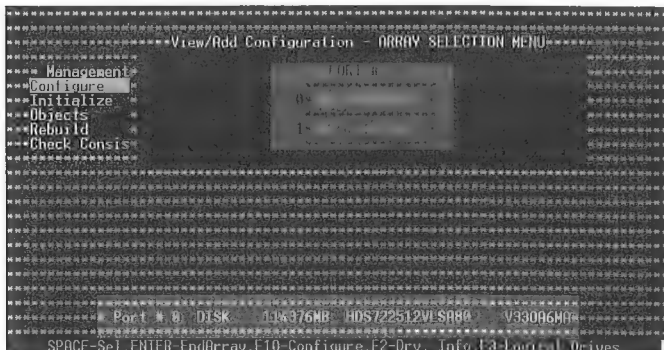 View/Add Configuration - ARRAY SELECTION MENU
Management
Configure
Initialize
Objects
Rebuild
Check Consis
PORT #
0
1
Port # 0 DISK 114376MB HDS722512VLSA80 V33OA6MA
SPACE-Sel,ENTER-EndArray,F10-Configure,F2-Drv. Info,F3-Logical Drives